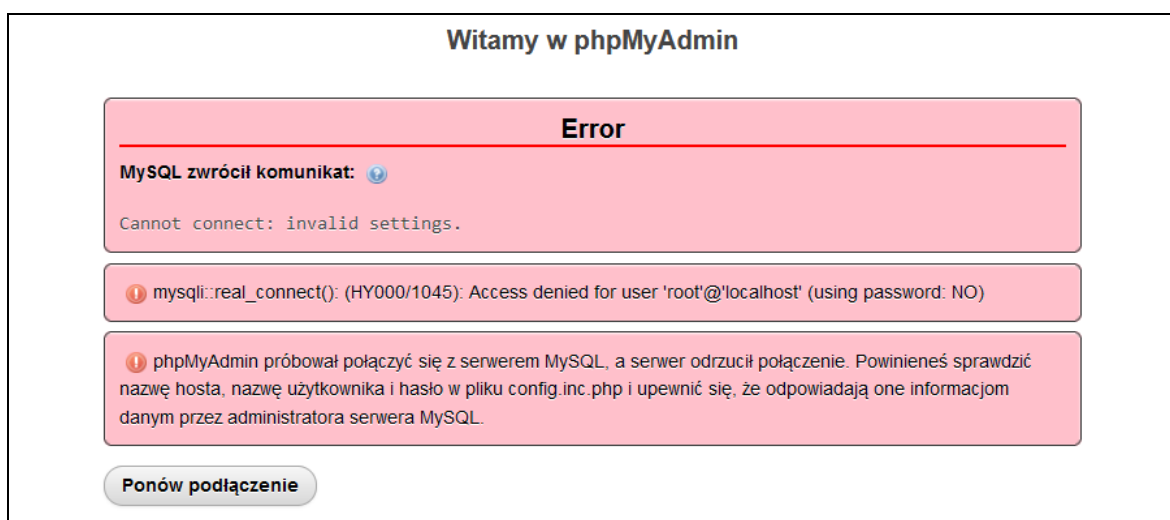 Witamy w phpMyAdmin
Error
MySQL zwrócił komunikat:
Cannot connect: invalid settings.
mysqli::real_connect(): (HY000/1045): Access denied for user 'root'@'localhost' (using password: NO)
phpMyAdmin próbował połączyć się z serwerem MySQL, a serwer odrzucił połączenie. Powinieneś sprawdzić
nazwę hosta, nazwę użytkownika i hasło w pliku config.inc.php i upewnić się, że odpowiadają one informacjom
danym przez administratora serwera MySQL.
Ponów podłączenie